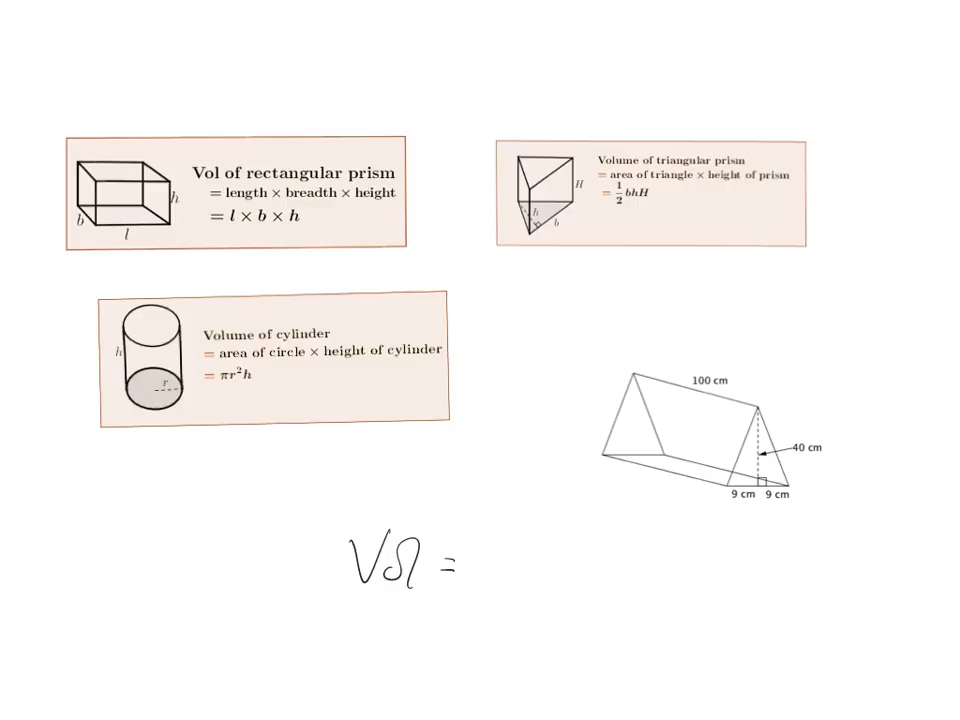 Vol of rectangular prism
= length × breadth × height
= l × b × h
h
b
l
Volume of triangular prism
= area of triangle × height of prism
= 1/2 bhH
H
h
b
Volume of cylinder
= area of circle × height of cylinder
= πr²h
h
r
100 cm
40 cm
9 cm 9 cm
Vol =